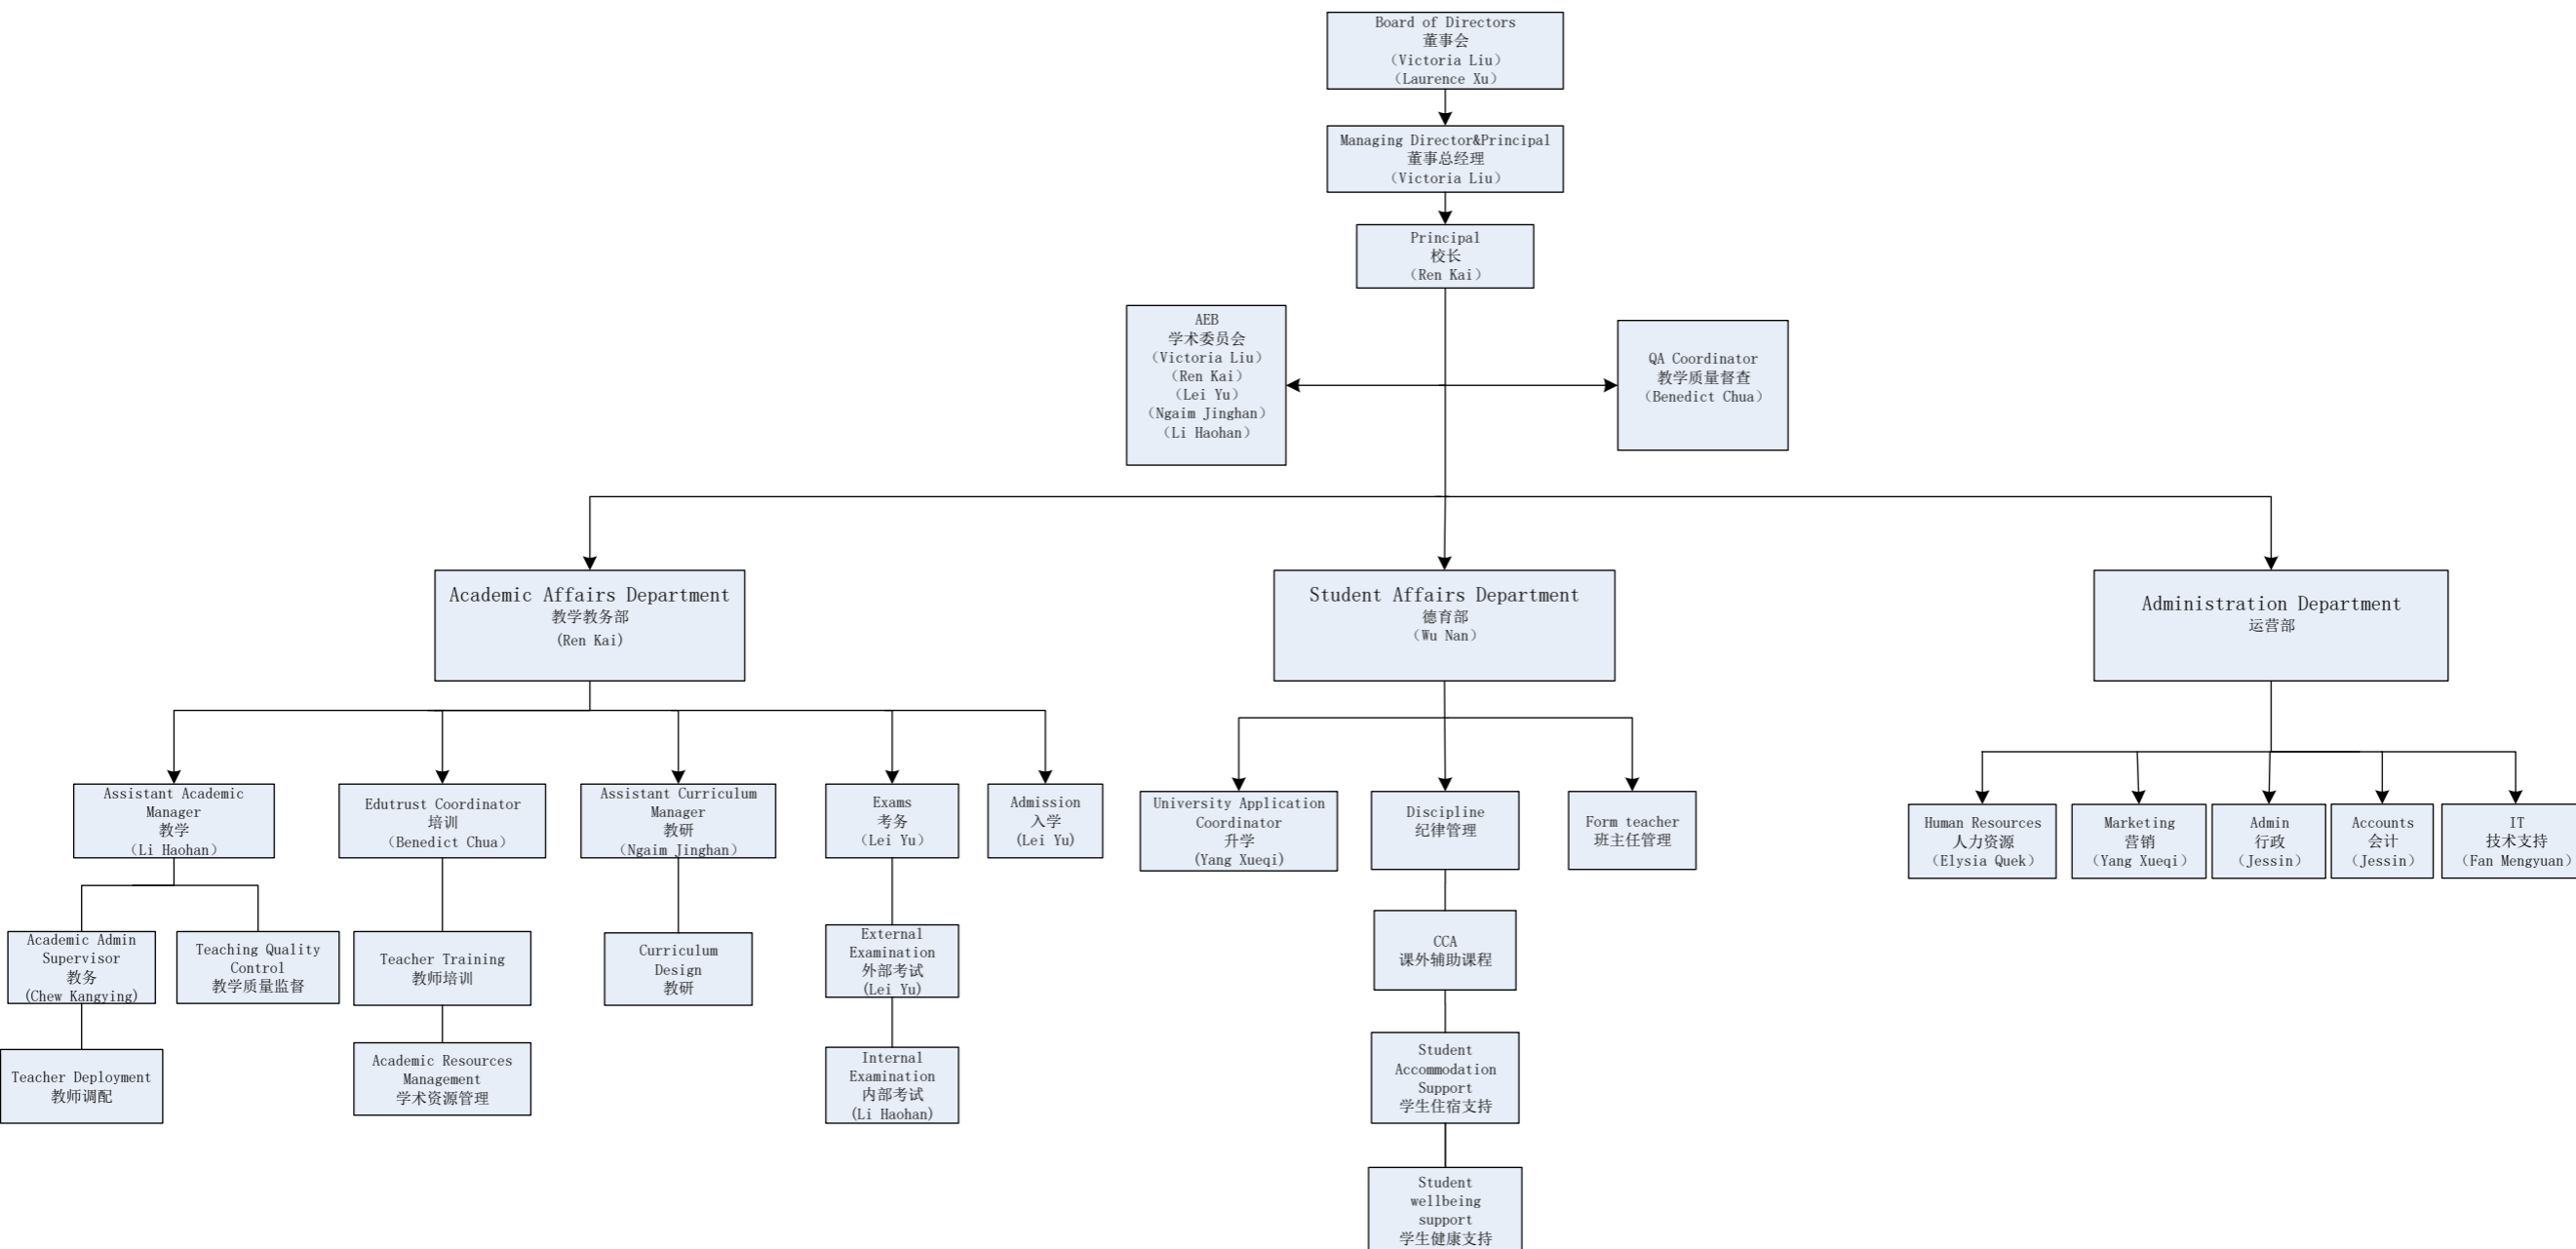 Board of Directors
董事会
（Victoria Liu）
（Laurence Xu）
Managing Director&Principal
董事总经理
（Victoria Liu）
Principal
校长
（Ren Kai）
AEB
学术委员会
（Victoria Liu）
（Ren Kai）
（Lei Yu）
（Ngaim Jinghan）
（Li Haohan）
QA Coordinator
教学质量督查
（Benedict Chua）
Academic Affairs Department
教学教务部
(Ren Kai)
Student Affairs Department
德育部
（Wu Nan）
Administration Department
运营部
Assistant Academic
Manager
教学
（Li Haohan）
Edutrust Coordinator
培训
（Benedict Chua）
Assistant Curriculum
Manager
教研
（Ngaim Jinghan）
Exams
考务
（Lei Yu）
Admission
入学
(Lei Yu)
University Application
Coordinator
升学
(Yang Xueqi)
Discipline
纪律管理
Form teacher
班主任管理
Human Resources
人力资源
（Elysia Quek）
Marketing
营销
（Yang Xueqi）
Admin
行政
（Jessin）
Accounts
会计
（Jessin）
IT
技术支持
（Fan Mengyuan）
Academic Admin
Supervisor
教务
(Chew Kangying)
Teaching Quality
Control
教学质量监督
Teacher Training
教师培训
Curriculum
Design
教研
External
Examination
外部考试
(Lei Yu)
CCA
课外辅助课程
Teacher Deployment
教师调配
Academic Resources
Management
学术资源管理
Internal
Examination
内部考试
(Li Haohan)
Student
Accommodation
Support
学生住宿支持
Student
wellbeing
support
学生健康支持